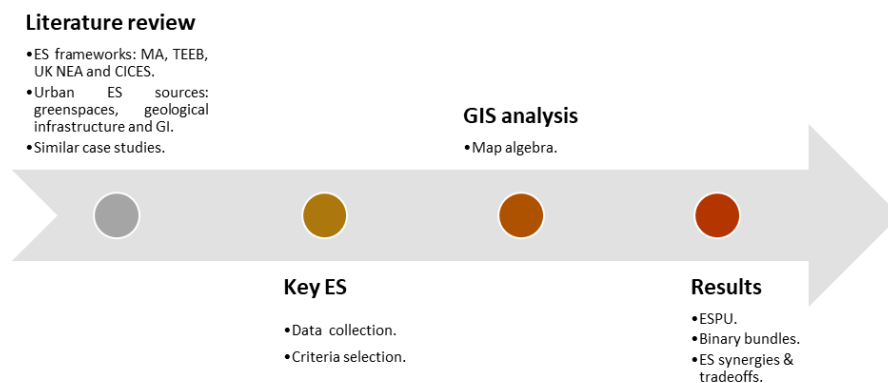 Literature review
•ES frameworks: MA, TEEB,
UK NEA and CICES.
•Urban ES sources:
greenspaces, geological
infrastructure and GI.
•Similar case studies.
Key ES
•Data collection.
•Criteria selection.
GIS analysis
•Map algebra.
Results
•ESPU.
•Binary bundles.
•ES synergies &
tradeoffs.